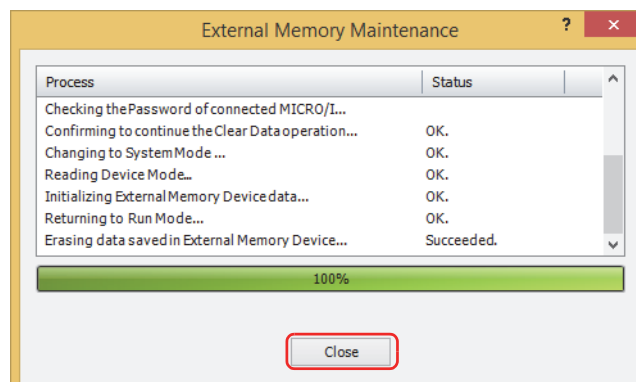 External Memory Maintenance ? ×
Process Status
Checking the Password of connected MICRO/I...
Confirming to continue the Clear Data operation... OK.
Changing to System Mode ... OK.
Reading Device Mode... OK.
Initializing External Memory Device data... OK.
Returning to Run Mode... OK.
Erasing data saved in External Memory Device... Succeeded.
100%
Close